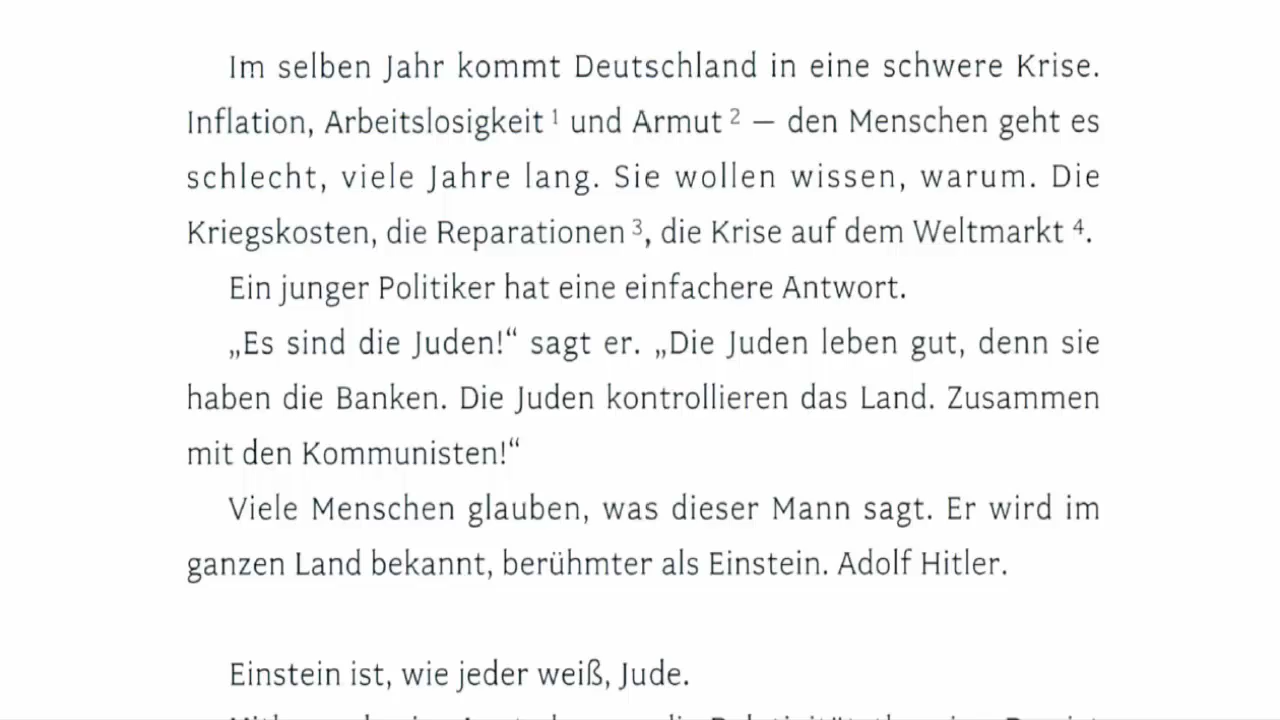 Im selben Jahr kommt Deutschland in eine schwere Krise.
Inflation, Arbeitslosigkeit ¹ und Armut ² – den Menschen geht es
schlecht, viele Jahre lang. Sie wollen wissen, warum. Die
Kriegskosten, die Reparationen ³, die Krise auf dem Weltmarkt ⁴.
Ein junger Politiker hat eine einfachere Antwort.
„Es sind die Juden!“ sagt er. „Die Juden leben gut, denn sie
haben die Banken. Die Juden kontrollieren das Land. Zusammen
mit den Kommunisten!“
Viele Menschen glauben, was dieser Mann sagt. Er wird im
ganzen Land bekannt, berühmter als Einstein. Adolf Hitler.
Einstein ist, wie jeder weiß, Jude.